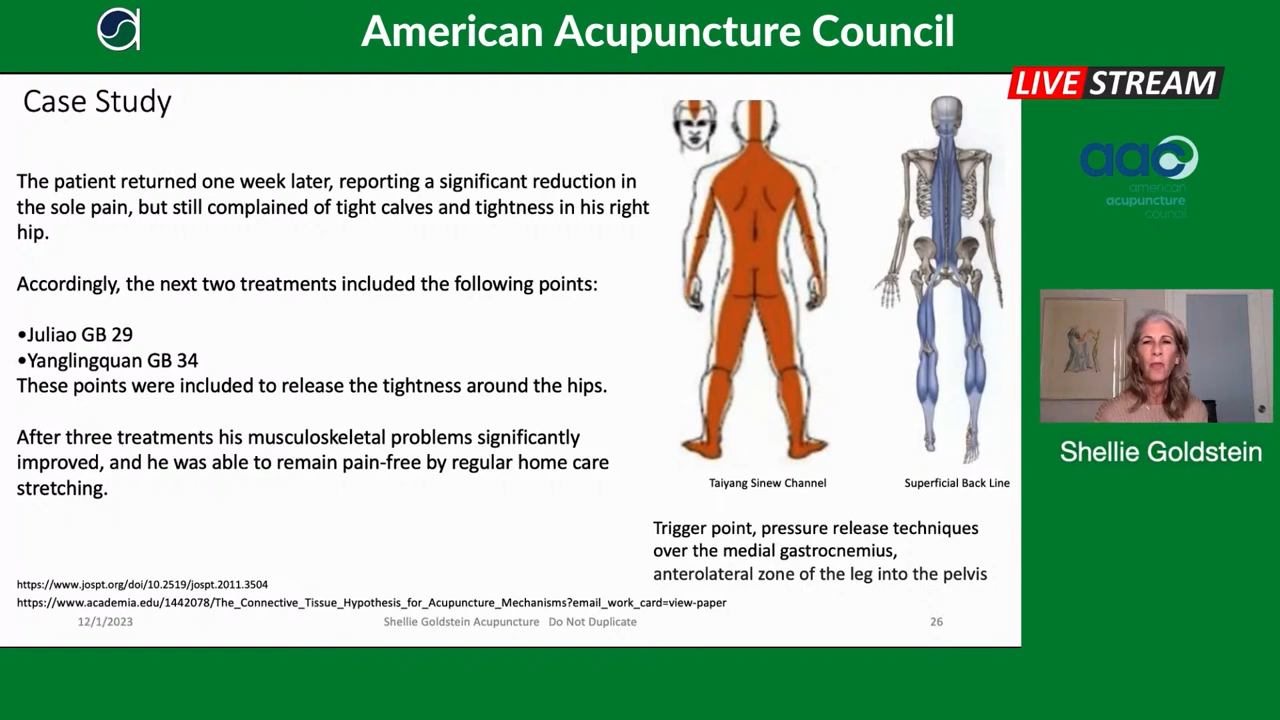 American Acupuncture Council
LIVE STREAM
Case Study
The patient returned one week later, reporting a significant reduction in
the sole pain, but still complained of tight calves and tightness in his right
hip.
Accordingly, the next two treatments included the following points:
•Juliao GB 29
•Yanglingquan GB 34
These points were included to release the tightness around the hips.
After three treatments his musculoskeletal problems significantly
improved, and he was able to remain pain-free by regular home care
stretching.
Taiyang Sinew Channel
Superficial Back Line
Trigger point, pressure release techniques
over the medial gastrocnemius,
anterolateral zone of the leg into the pelvis
https://www.jospt.org/doi/10.2519/jospt.2011.3504
https://www.academia.edu/1442078/The_Connective_Tissue_Hypothesis_for_Acupuncture_Mechanisms?email_work_card=view-paper
12/1/2023
Shellie Goldstein Acupuncture Do Not Duplicate
26
aac
american
acupuncture
council
Shellie Goldstein